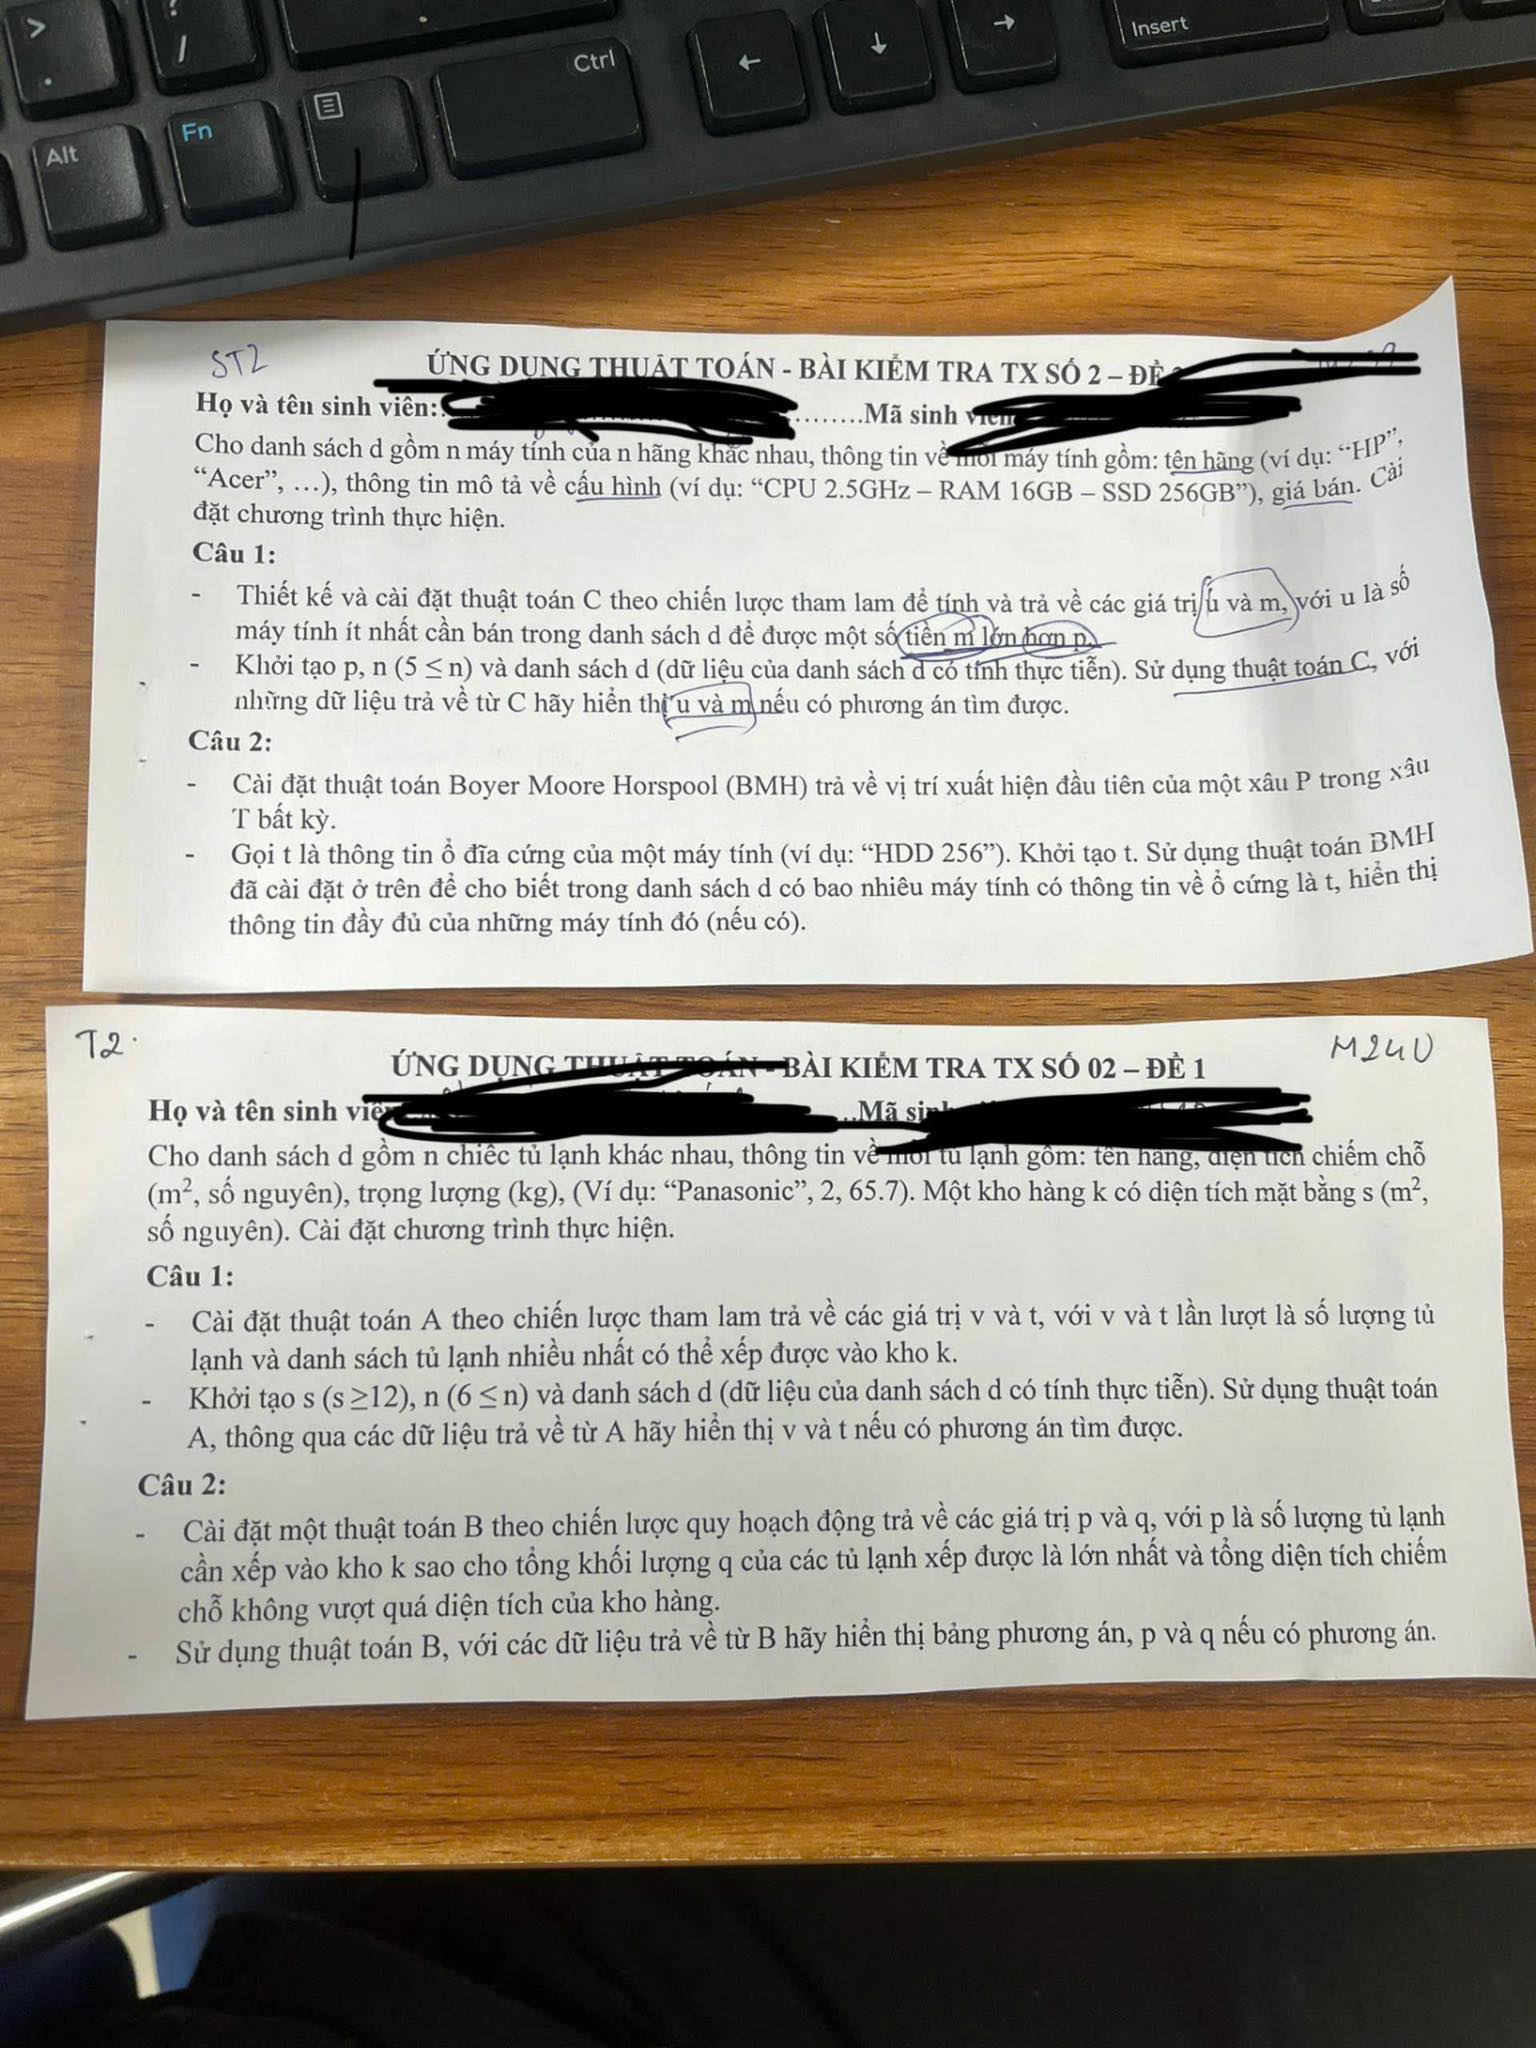 >
.
?
/
Ctrl
←
↓
→
Insert
Alt
Fn
ST2
ỨNG DỤNG THUẬT TOÁN - BÀI KIỂM TRA TX SỐ 2 – ĐỀ
Họ và tên sinh viên: ........Mã sinh viên
Cho danh sách d gồm n máy tính của n hãng khác nhau, thông tin về mỗi máy tính gồm: tên hãng (ví dụ: “HP”,
“Acer”, …), thông tin mô tả về cấu hình (ví dụ: “CPU 2.5GHz – RAM 16GB – SSD 256GB”), giá bán. Cài
đặt chương trình thực hiện.
Câu 1:
- Thiết kế và cài đặt thuật toán C theo chiến lược tham lam để tính và trả về các giá trị u và m, với u là số
máy tính ít nhất cần bán trong danh sách d để được một số tiền m lớn hơn p.
- Khởi tạo p, n (5 ≤ n) và danh sách d (dữ liệu của danh sách d có tính thực tiễn). Sử dụng thuật toán C, với
những dữ liệu trả về từ C hãy hiển thị u và m nếu có phương án tìm được.
Câu 2:
- Cài đặt thuật toán Boyer Moore Horspool (BMH) trả về vị trí xuất hiện đầu tiên của một xâu P trong xâu
T bất kỳ.
- Gọi t là thông tin ổ đĩa cứng của một máy tính (ví dụ: “HDD 256”). Khởi tạo t. Sử dụng thuật toán BMH
đã cài đặt ở trên để cho biết trong danh sách d có bao nhiêu máy tính có thông tin về ổ cứng là t, hiển thị
thông tin đầy đủ của những máy tính đó (nếu có).
T2.
M24U
ỨNG DỤNG THUẬT TOÁN - BÀI KIỂM TRA TX SỐ 02 – ĐỀ 1
Họ và tên sinh viên ...Mã sinh
Cho danh sách d gồm n chiếc tủ lạnh khác nhau, thông tin về mỗi tủ lạnh gồm: tên hãng, diện tích chiếm chỗ
(m², số nguyên), trọng lượng (kg), (Ví dụ: “Panasonic”, 2, 65.7). Một kho hàng k có diện tích mặt bằng s (m²,
số nguyên). Cài đặt chương trình thực hiện.
Câu 1:
- Cài đặt thuật toán A theo chiến lược tham lam trả về các giá trị v và t, với v và t lần lượt là số lượng tủ
lạnh và danh sách tủ lạnh nhiều nhất có thể xếp được vào kho k.
- Khởi tạo s (s ≥12), n (6 ≤ n) và danh sách d (dữ liệu của danh sách d có tính thực tiễn). Sử dụng thuật toán
A, thông qua các dữ liệu trả về từ A hãy hiển thị v và t nếu có phương án tìm được.
Câu 2:
- Cài đặt một thuật toán B theo chiến lược quy hoạch động trả về các giá trị p và q, với p là số lượng tủ lạnh
cần xếp vào kho k sao cho tổng khối lượng q của các tủ lạnh xếp được là lớn nhất và tổng diện tích chiếm
chỗ không vượt quá diện tích của kho hàng.
- Sử dụng thuật toán B, với các dữ liệu trả về từ B hãy hiển thị bảng phương án, p và q nếu có phương án.